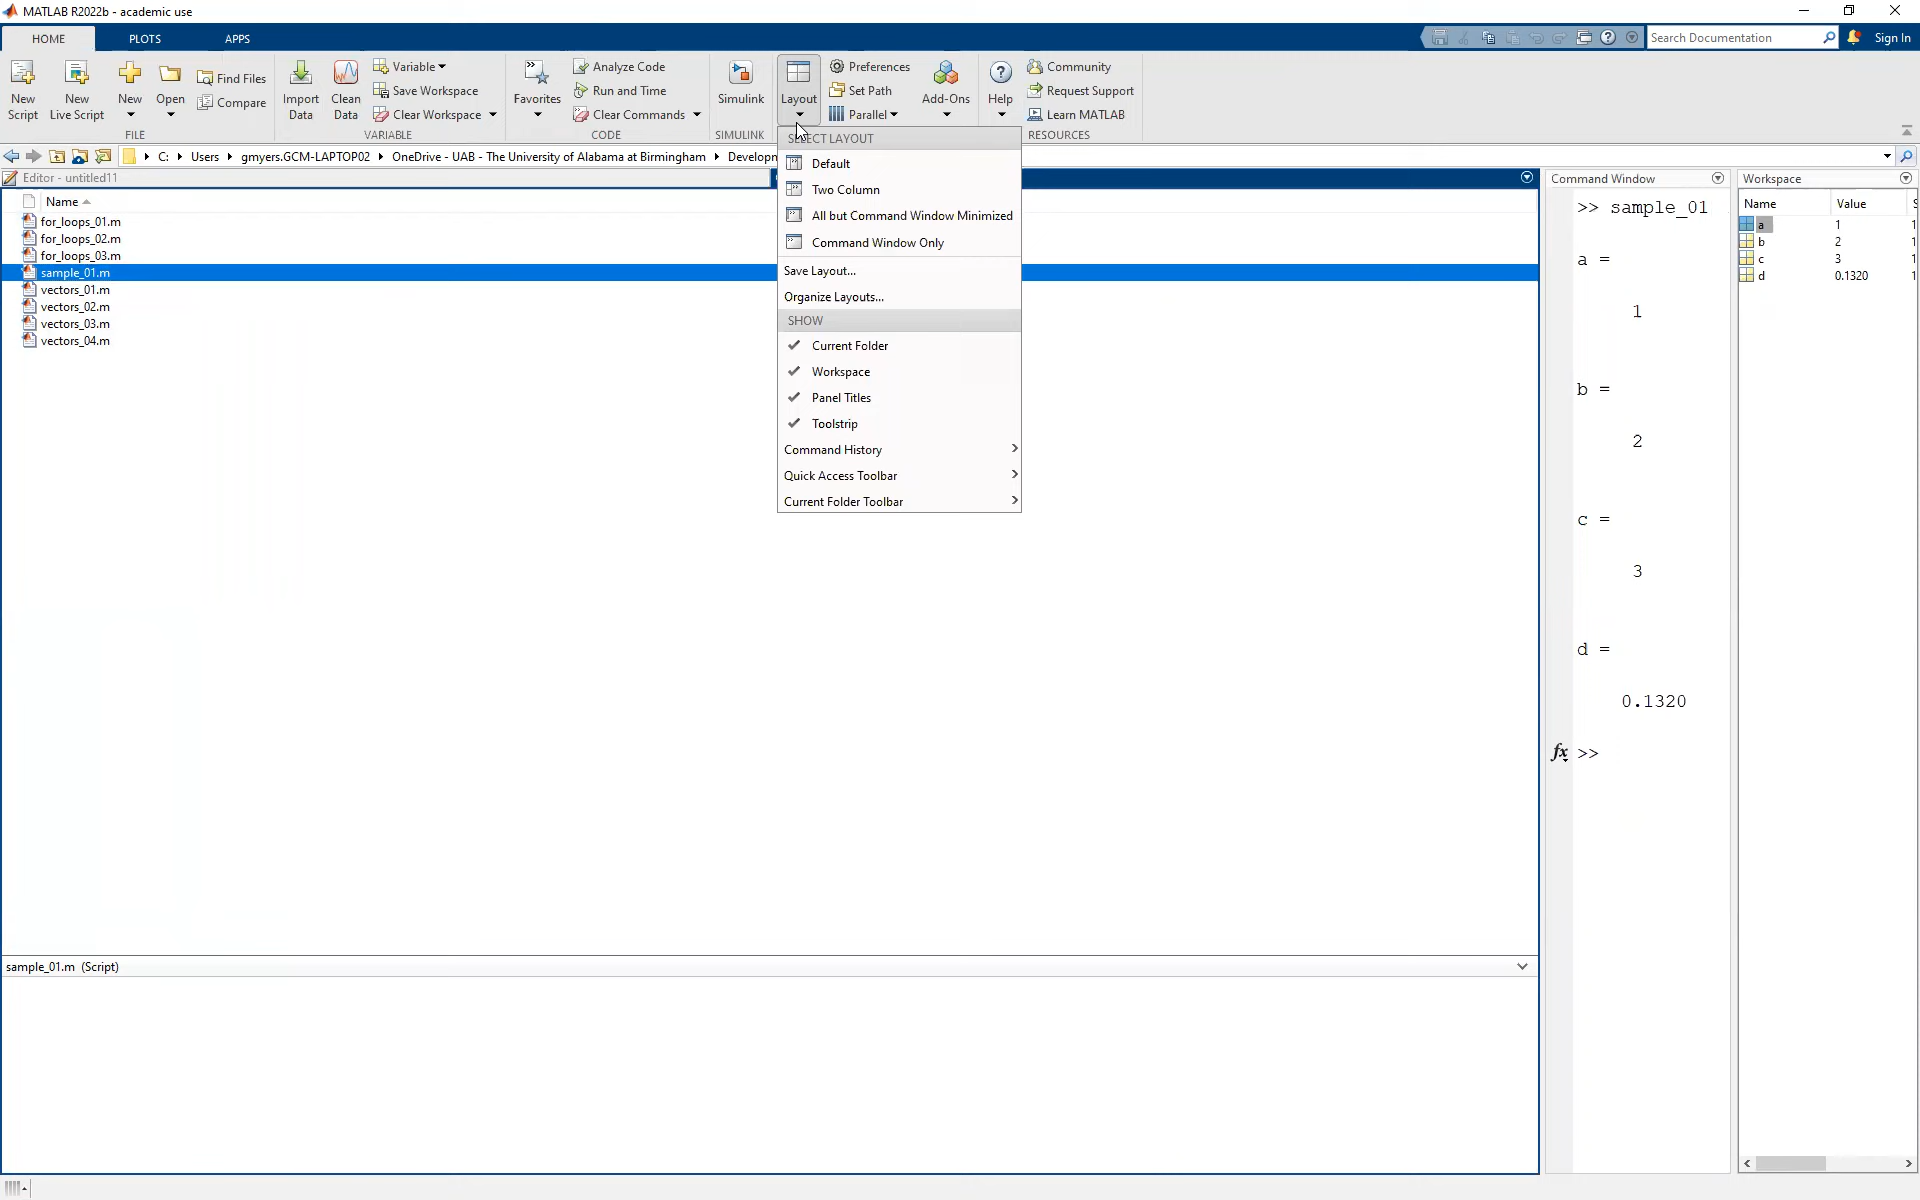 MATLAB R2022b - academic use
HOME
PLOTS
APPS
Search Documentation
Sign In
New Script
New Live Script
New
Open
Find Files
Compare
FILE
Import Data
Clean Data
Variable
Save Workspace
Clear Workspace
VARIABLE
Favorites
Analyze Code
Run and Time
Clear Commands
CODE
Simulink
SIMULINK
Layout
Preferences
Set Path
Parallel
Add-Ons
Help
Community
Request Support
Learn MATLAB
RESOURCES
C: Users gmyers.GCM-LAPTOP02 OneDrive - UAB - The University of Alabama at Birmingham
Editor - untitled11
Name
for_loops_01.m
for_loops_02.m
for_loops_03.m
sample_01.m
vectors_01.m
vectors_02.m
vectors_03.m
vectors_04.m
SELECT LAYOUT
Default
Two Column
All but Command Window Minimized
Command Window Only
Save Layout...
Organize Layouts...
SHOW
Current Folder
Workspace
Panel Titles
Toolstrip
Command History
Quick Access Toolbar
Current Folder Toolbar
Command Window
>> sample_01
a =
1
b =
2
c =
3
d =
0.1320
fx >>
Workspace
Name Value
a 1
b 2
c 3
d 0.1320
sample_01.m (Script)